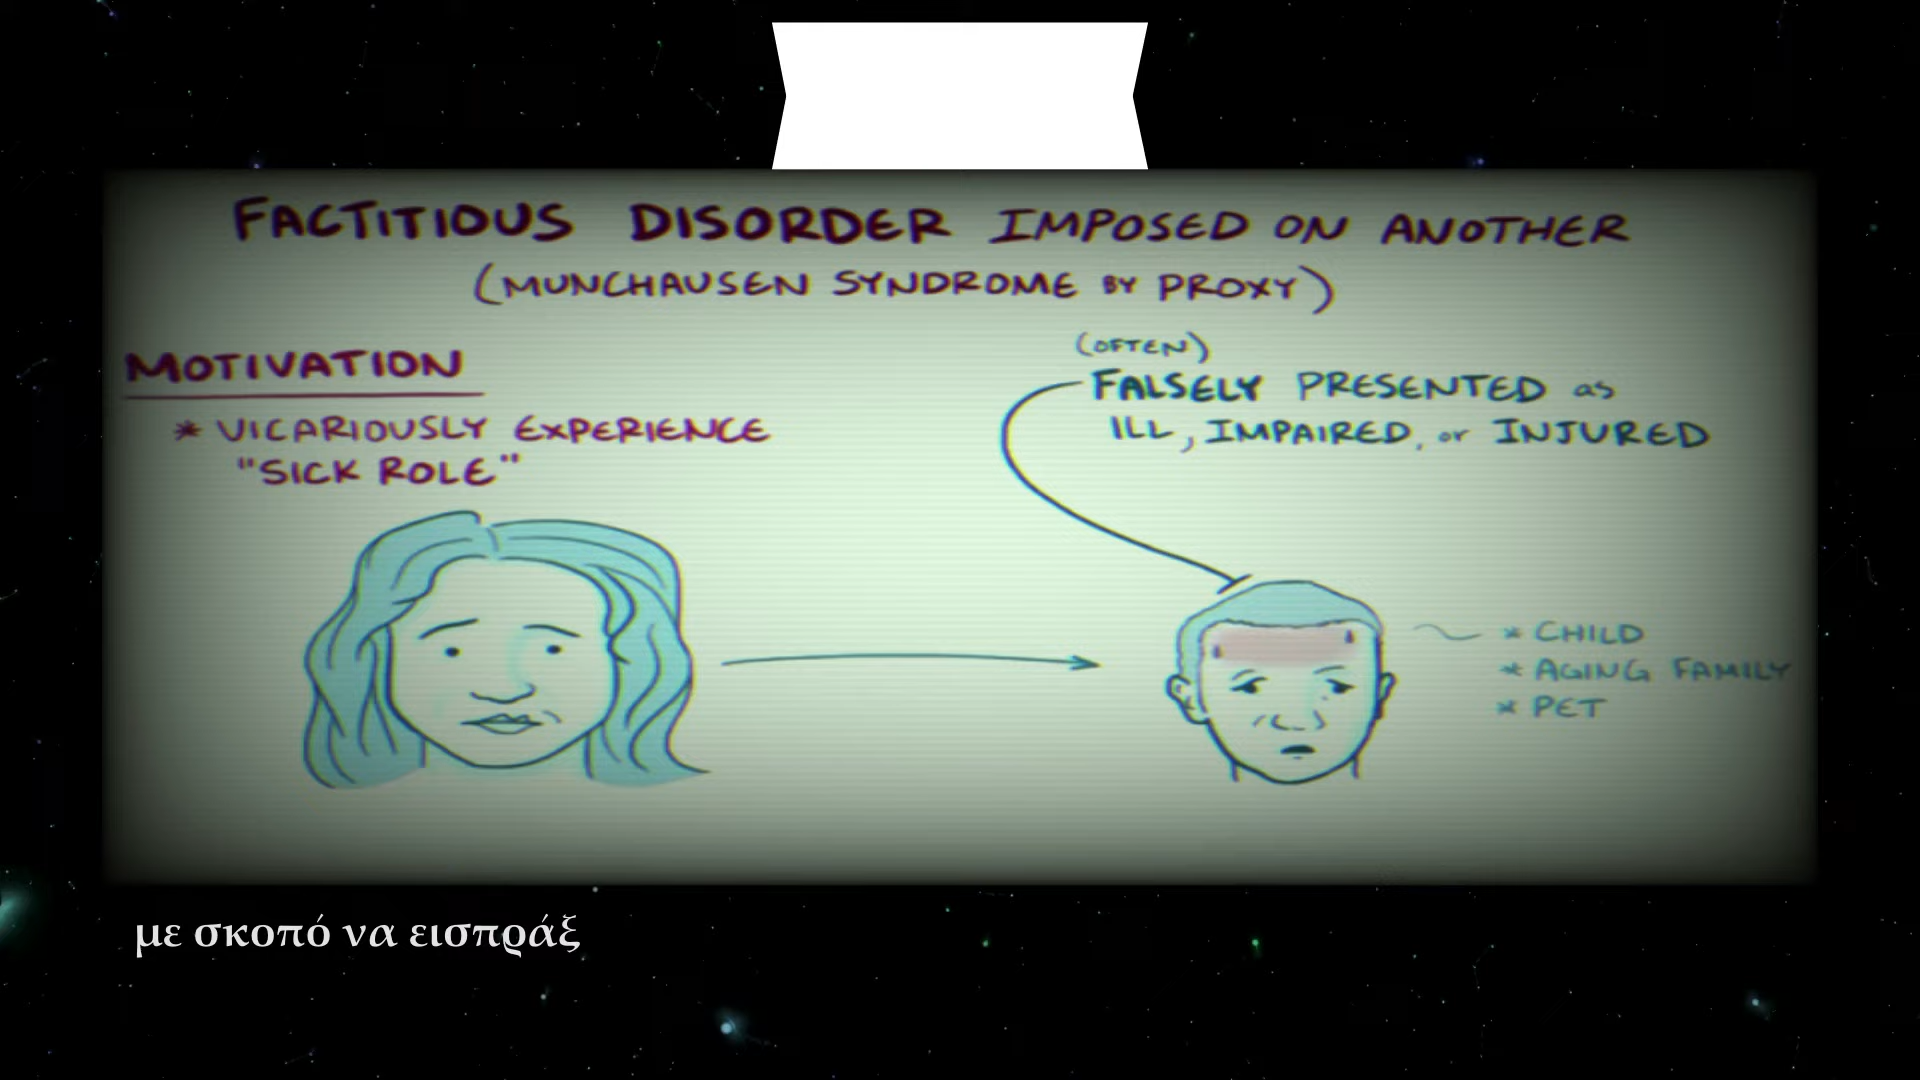 FACTITIOUS DISORDER IMPOSED ON ANOTHER
(MUNCHAUSEN SYNDROME BY PROXY)
MOTIVATION
* VICARIOUSLY EXPERIENCE
"SICK ROLE"
(OFTEN)
FALSELY PRESENTED as
ILL, IMPAIRED, or INJURED
* CHILD
* AGING FAMILY
* PET
με σκοπό να εισπράξ